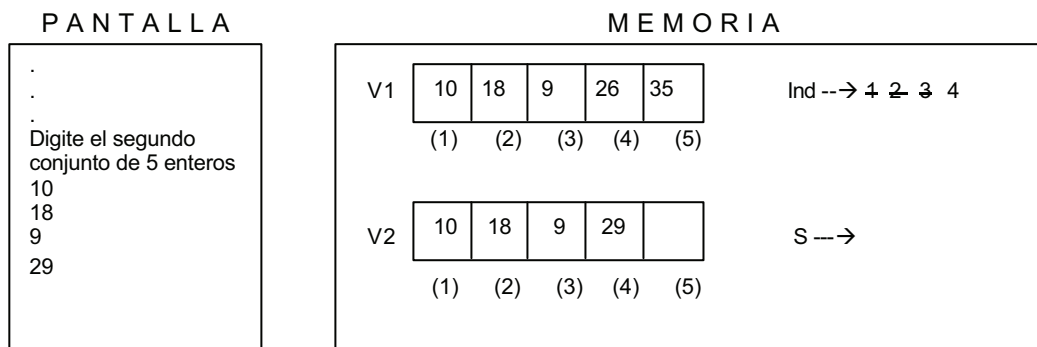 PANTALLA
MEMORIA
.
.
.
Digite el segundo
conjunto de 5 enteros
10
18
9
29
V1 10 18 9 26 35
(1) (2) (3) (4) (5)
Ind --→ 1 2 3 4
V2 10 18 9 29
(1) (2) (3) (4) (5)
S ---→